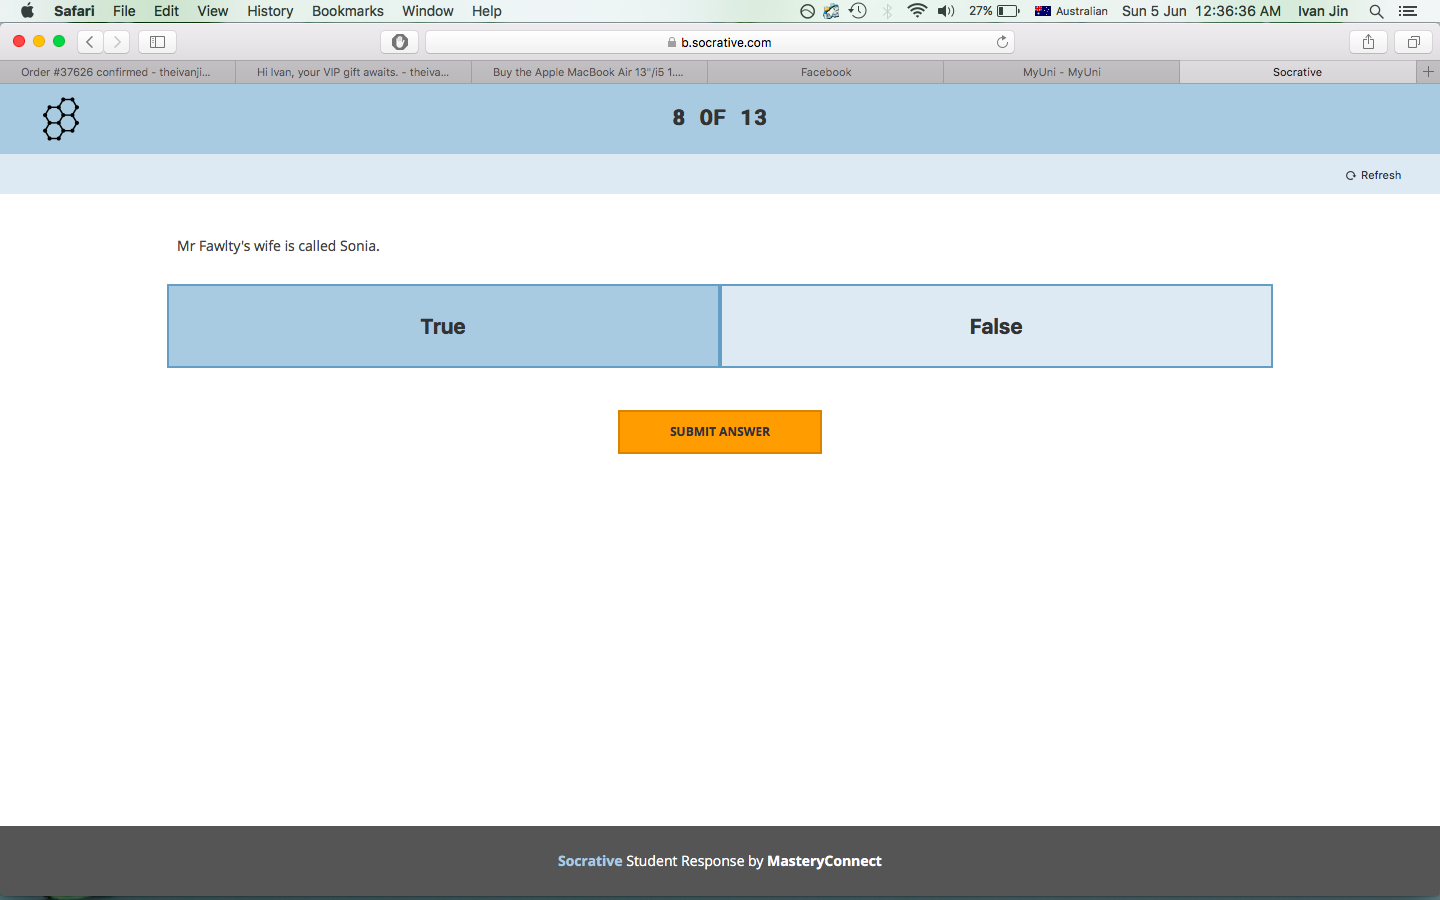 Safari File Edit View History Bookmarks Window Help 27% Australian Sun 5 Jun 12:36:36 AM Ivan Jin
b.socrative.com
Order #37626 confirmed - theivanji... Hi Ivan, your VIP gift awaits. - theiva... Buy the Apple MacBook Air 13"/i5 1.... Facebook MyUni - MyUni Socrative
8 OF 13
Refresh
Mr Fawlty's wife is called Sonia.
True False
SUBMIT ANSWER
Socrative Student Response by MasteryConnect